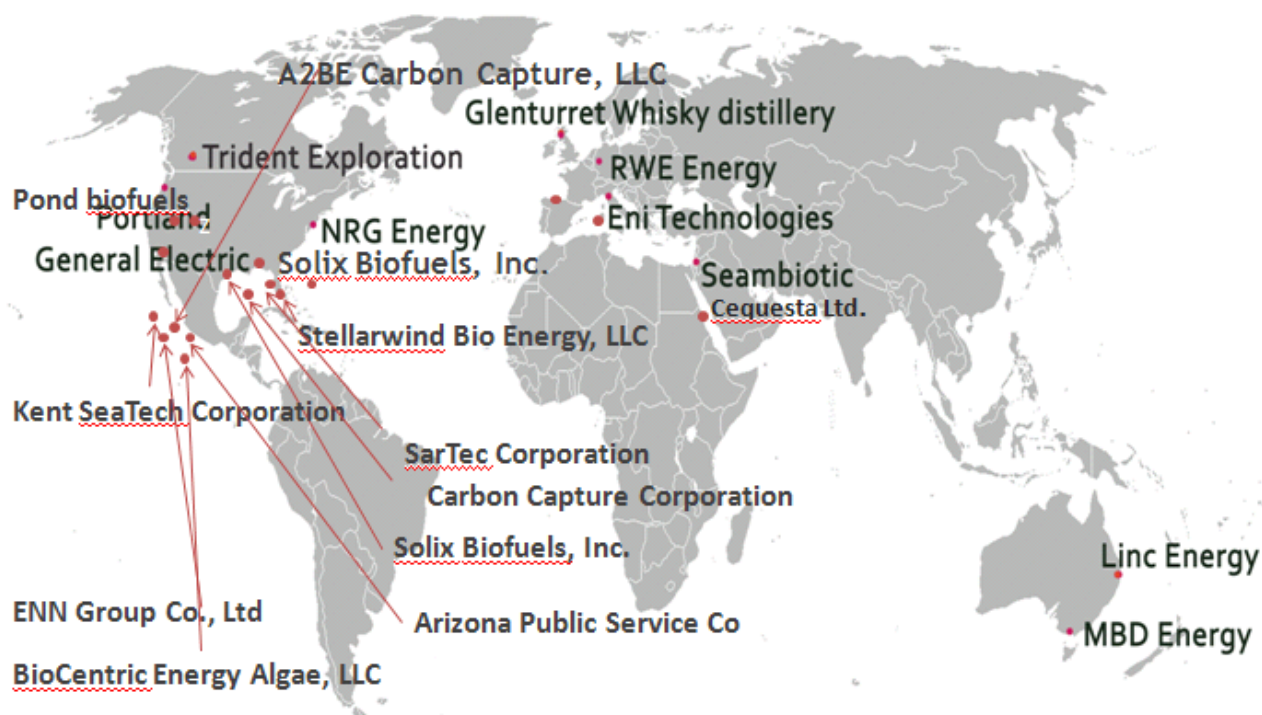 A2BE Carbon Capture, LLC
Glenturret Whisky distillery
Trident Exploration
RWE Energy
Pond biofuels
Portland
2
Eni Technologies
NRG Energy
General Electric
Solix Biofuels, Inc.
Seambiotic
Cequesta Ltd.
Stellarwind Bio Energy, LLC
Kent SeaTech Corporation
SarTec Corporation
Carbon Capture Corporation
Solix Biofuels, Inc.
Linc Energy
ENN Group Co., Ltd
Arizona Public Service Co
MBD Energy
BioCentric Energy Algae, LLC